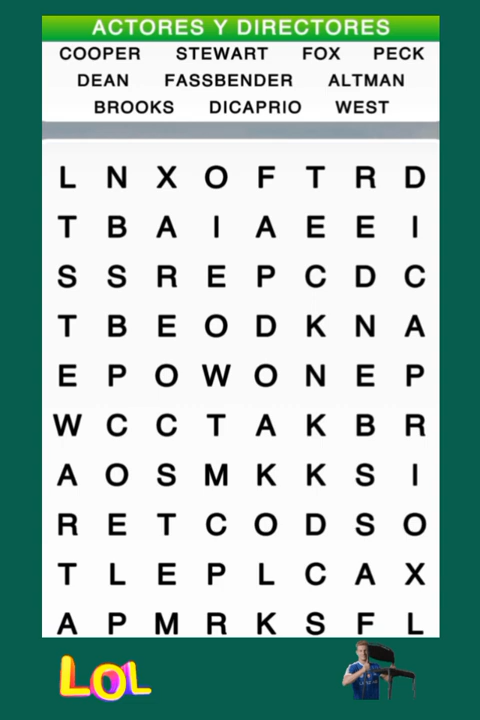 ACTORES Y DIRECTORES
COOPER STEWART FOX PECK
DEAN FASSBENDER ALTMAN
BROOKS DICAPRIO WEST
L N X O F T R D
T B A I A E E I
S S R E P C D C
T B E O D K N A
E P O W O N E P
W C C T A K B R
A O S M K K S I
R E T C O D S O
T L E P L C A X
A P M R K S F L
LOL